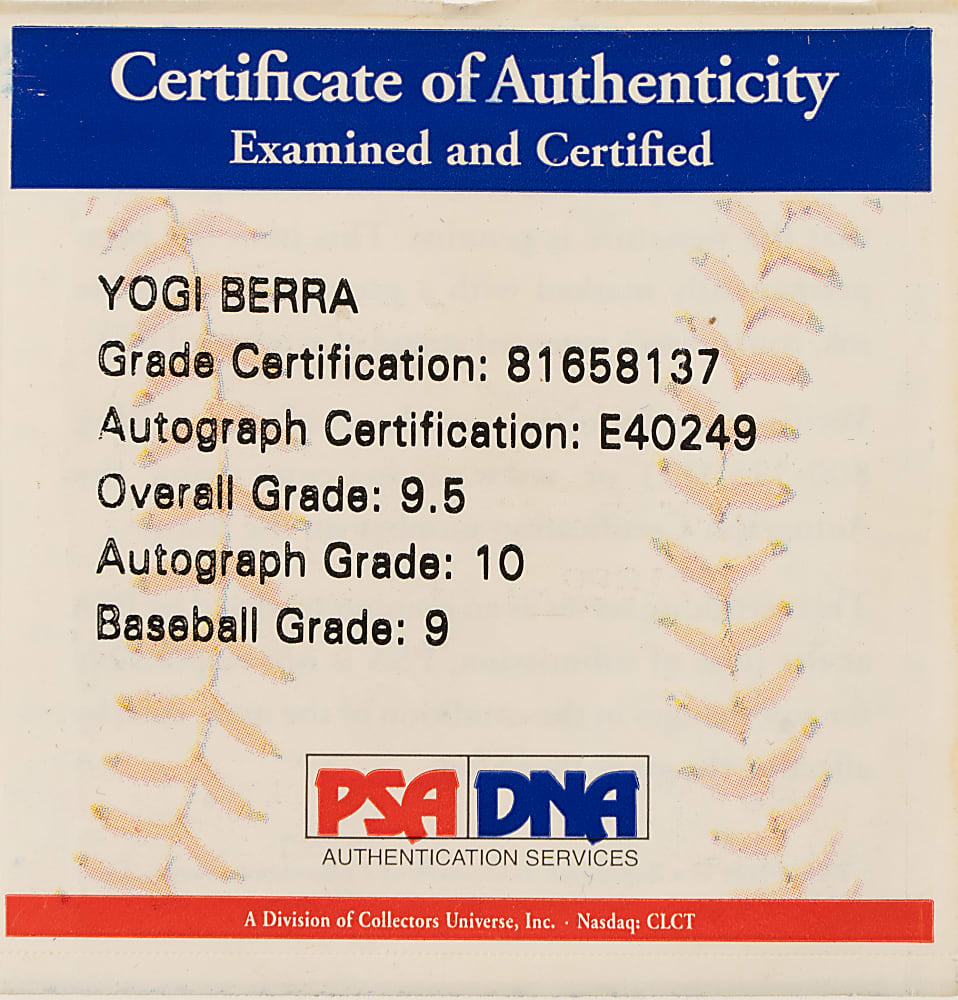 Certificate of Authenticity
Examined and Certified
YOGI BERRA
Grade Certification: 81658137
Autograph Certification: E40249
Overall Grade: 9.5
Autograph Grade: 10
Baseball Grade: 9
PSA DNA
AUTHENTICATION SERVICES
A Division of Collectors Universe, Inc. · Nasdaq: CLCT